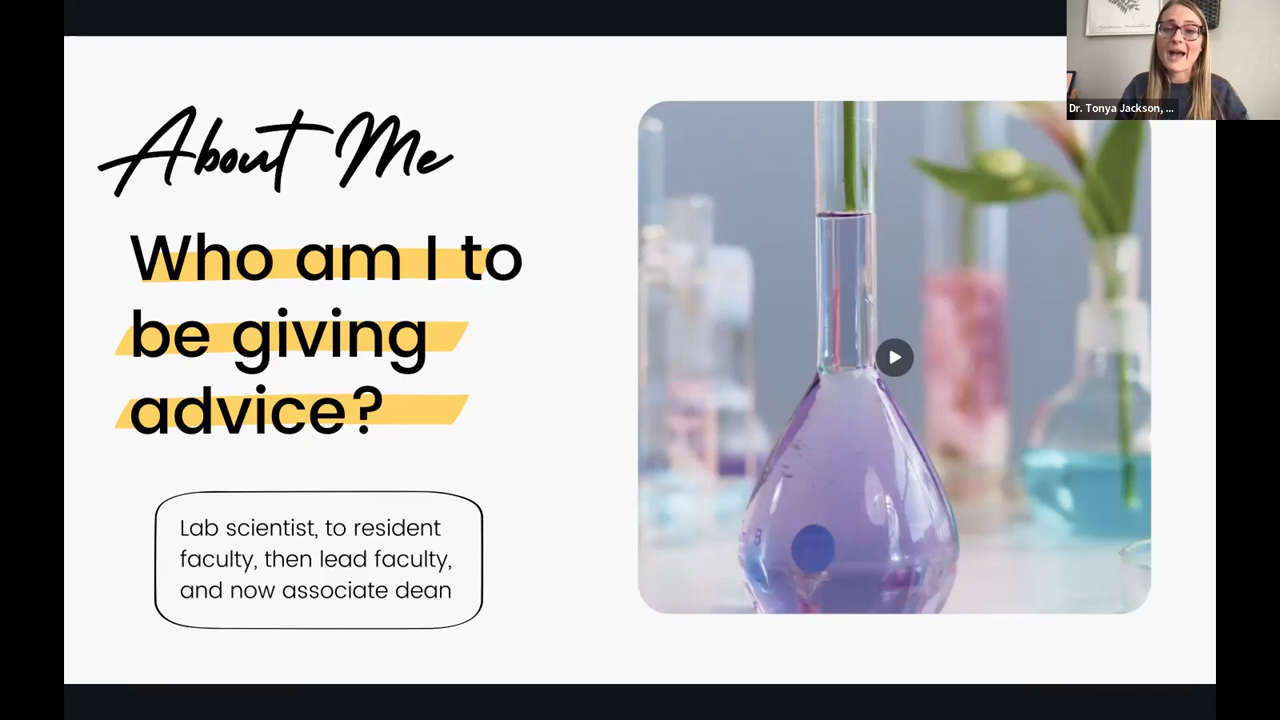 Dr. Tonya Jackson, ...
About Me
Who am I to
be giving
advice?
Lab scientist, to resident
faculty, then lead faculty,
and now associate dean